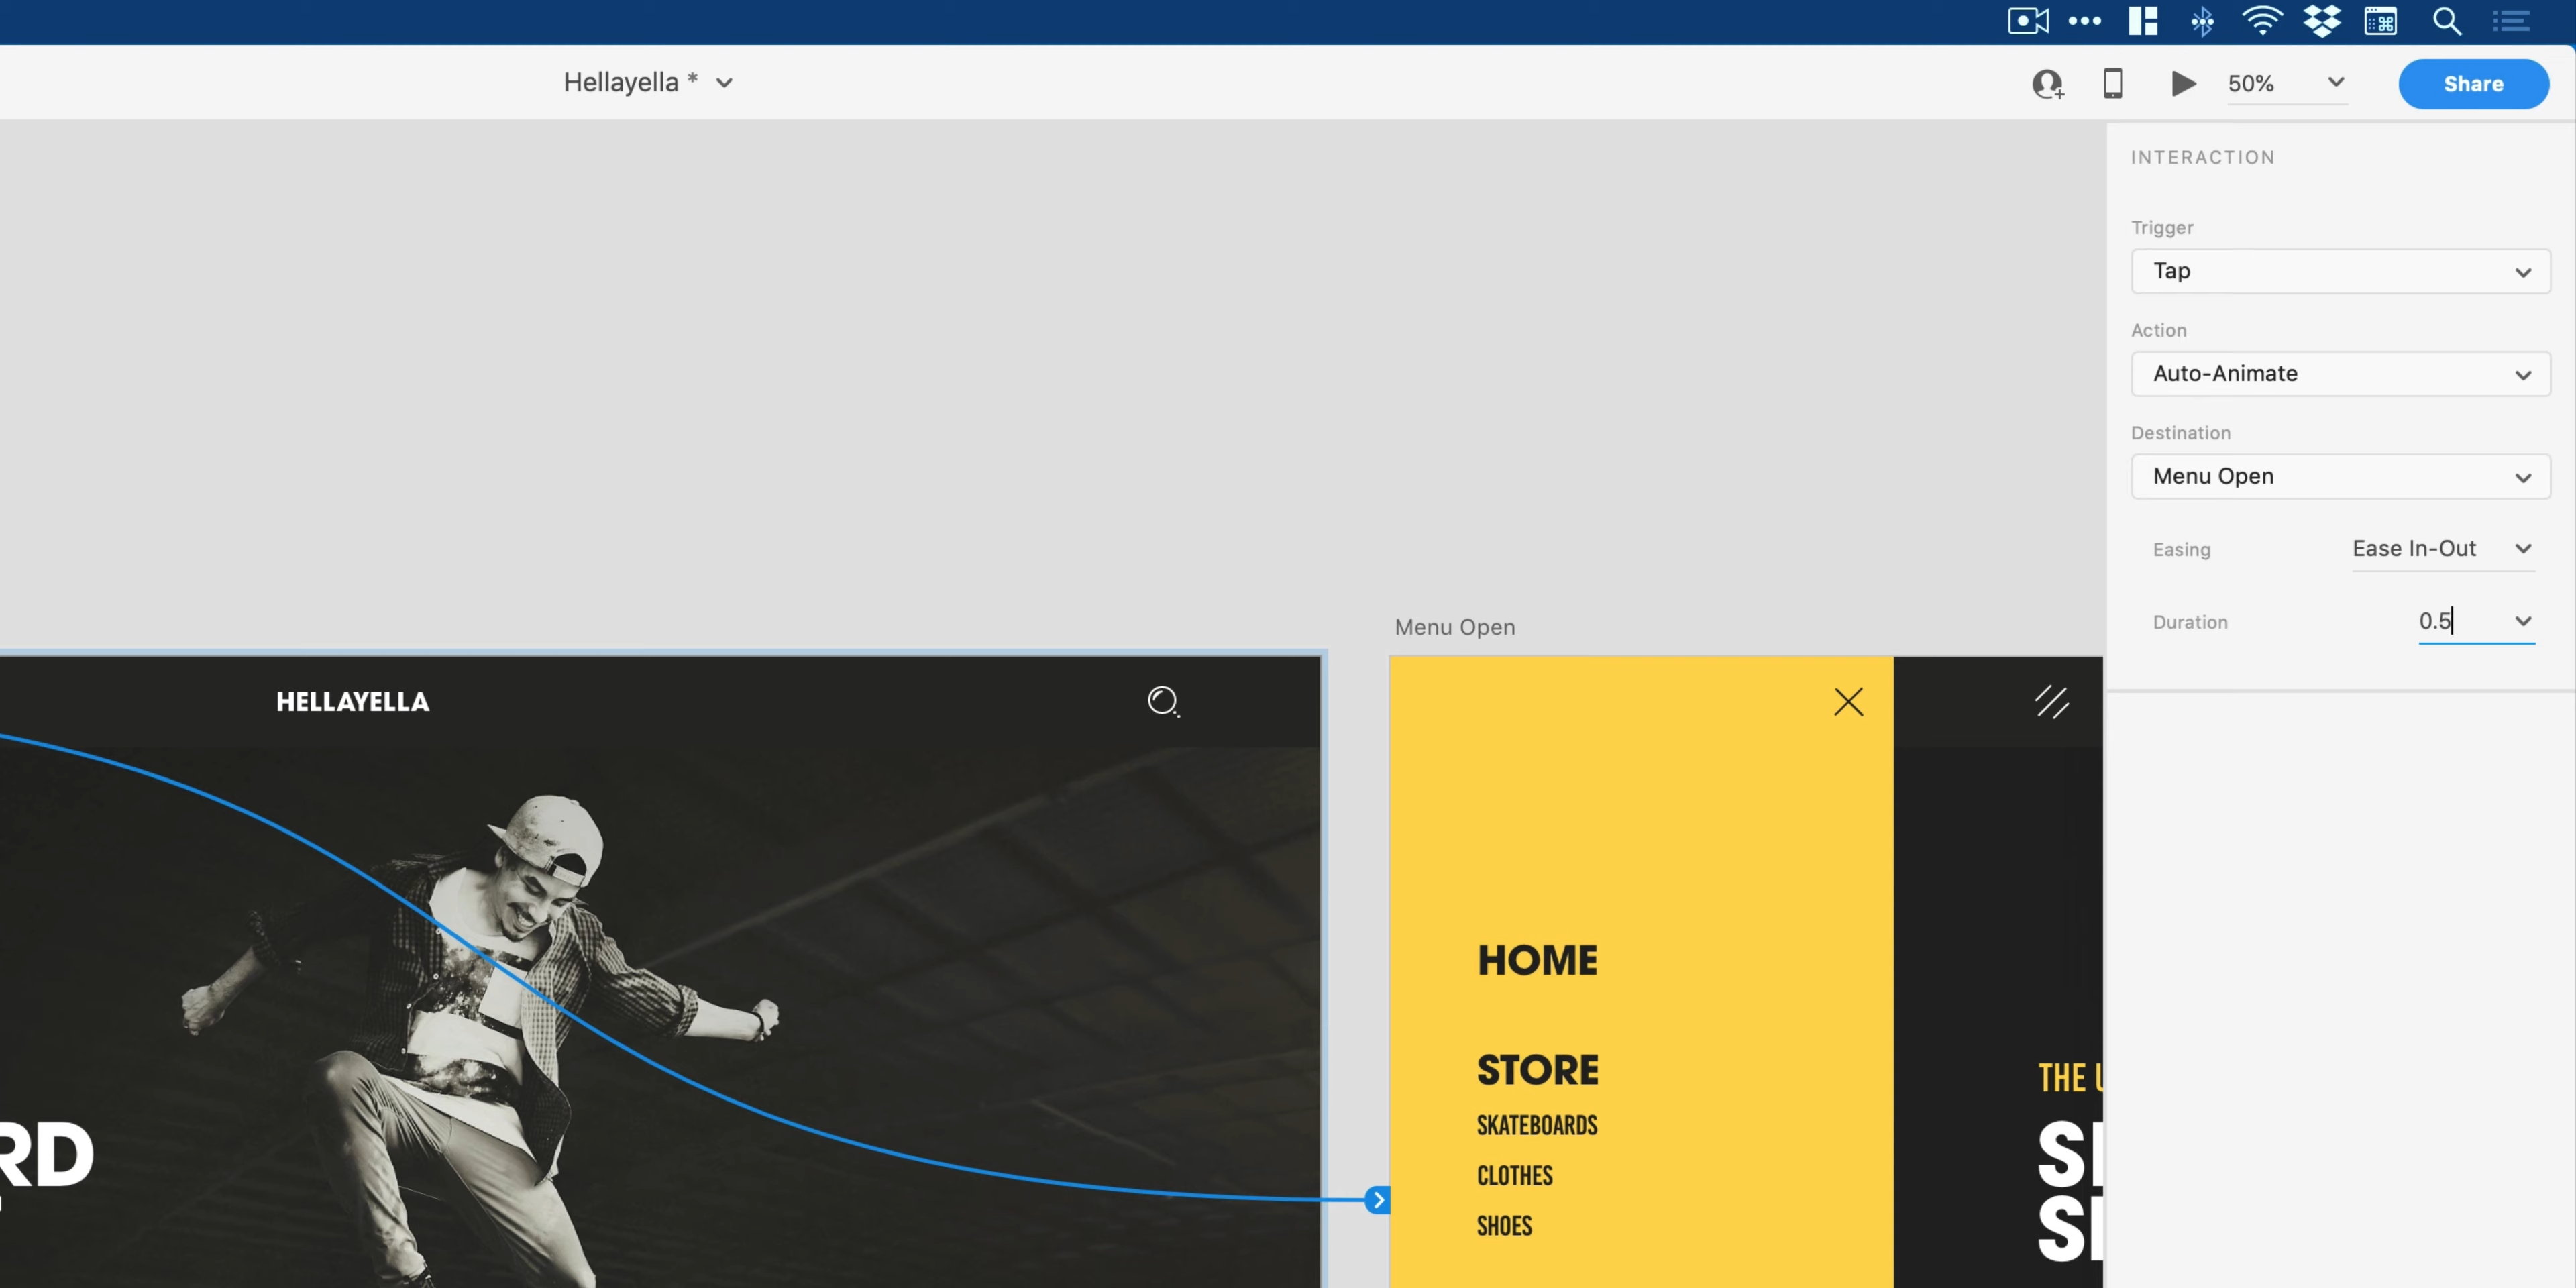 Hellayella *
50%
Share
INTERACTION
Trigger
Tap
Action
Auto-Animate
Destination
Menu Open
Easing
Ease In-Out
Duration
0.5
Menu Open
HELLAYELLA
HOME
STORE
SKATEBOARDS
CLOTHES
SHOES
RD
THE